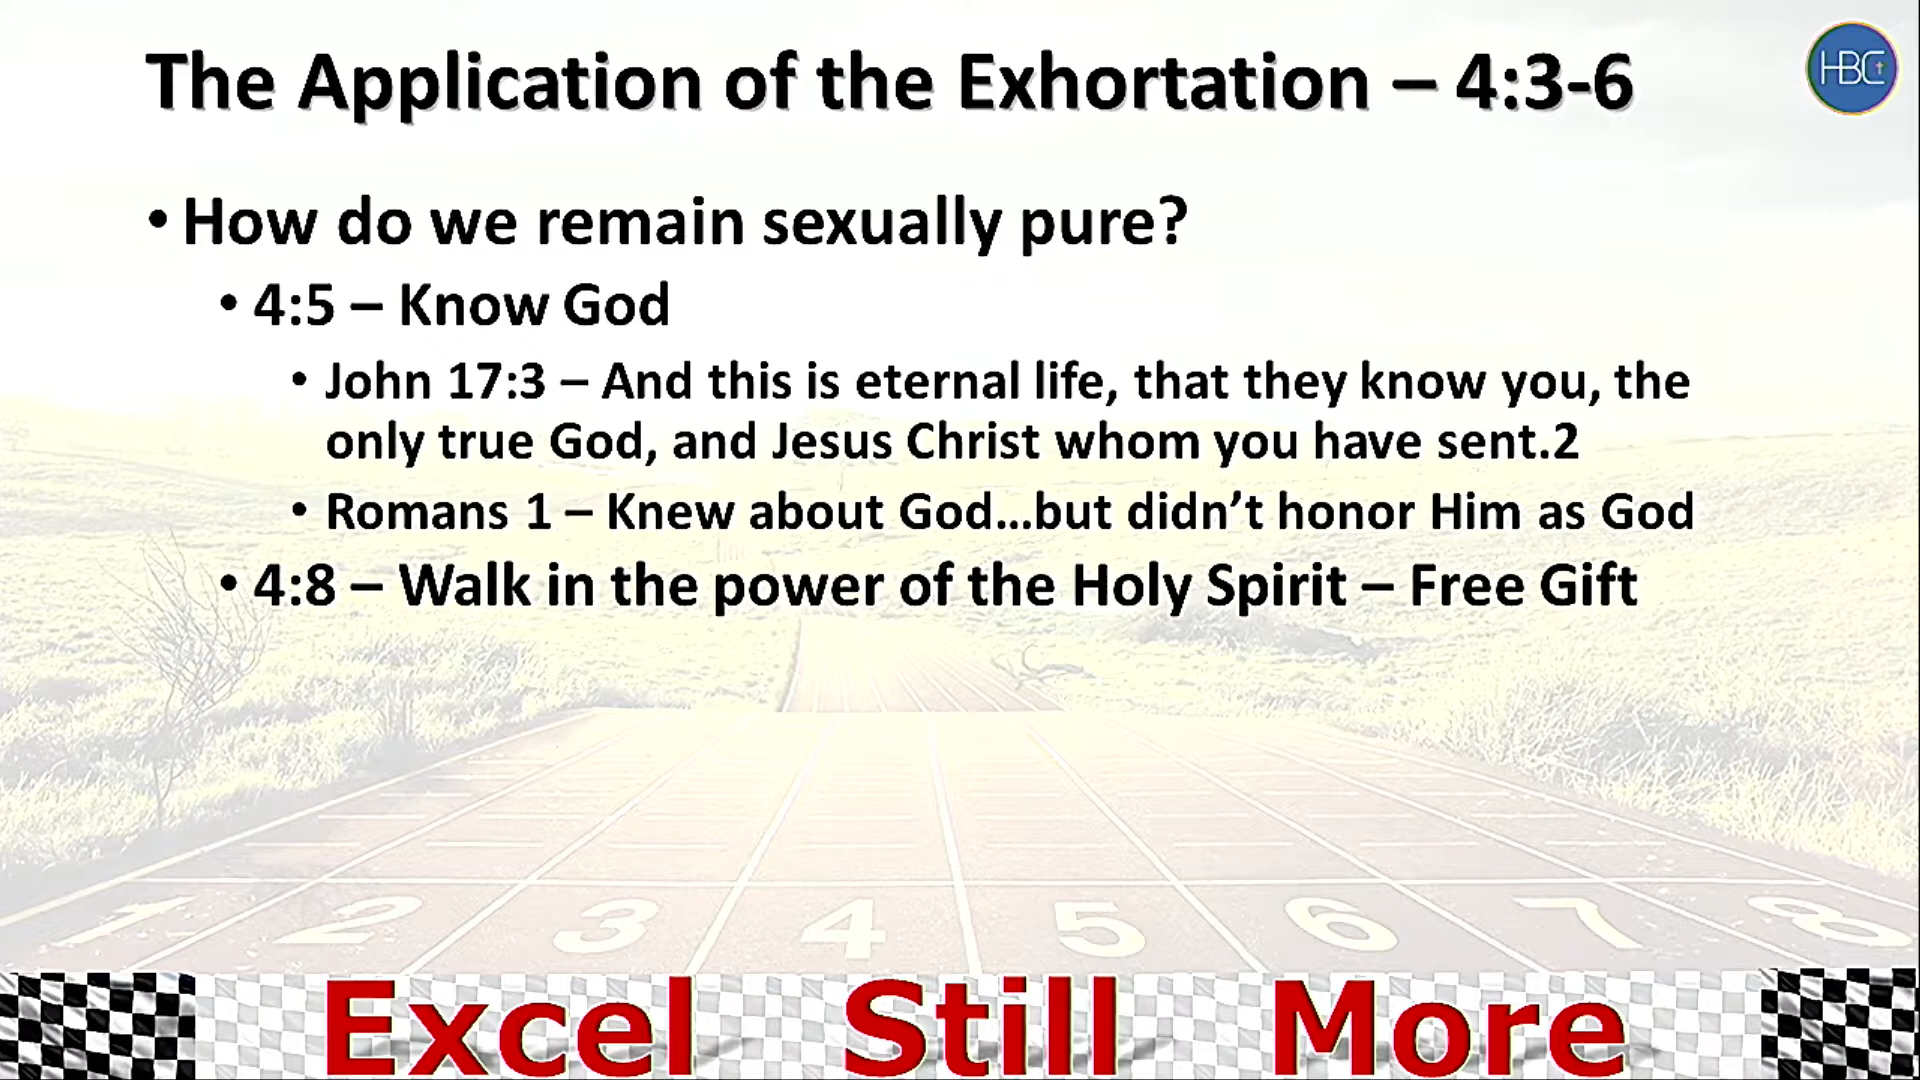 The Application of the Exhortation – 4:3-6
HBC
• How do we remain sexually pure?
• 4:5 – Know God
• John 17:3 – And this is eternal life, that they know you, the
only true God, and Jesus Christ whom you have sent.2
• Romans 1 – Knew about God…but didn’t honor Him as God
• 4:8 – Walk in the power of the Holy Spirit – Free Gift
1 2 3 4 5 6 7 8
Excel Still More